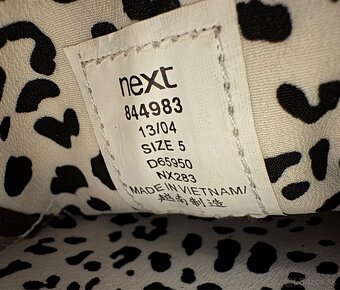 next
844983
13/04
SIZE 5
D65950
NX283
MADE IN VIETNAM/
越南制造